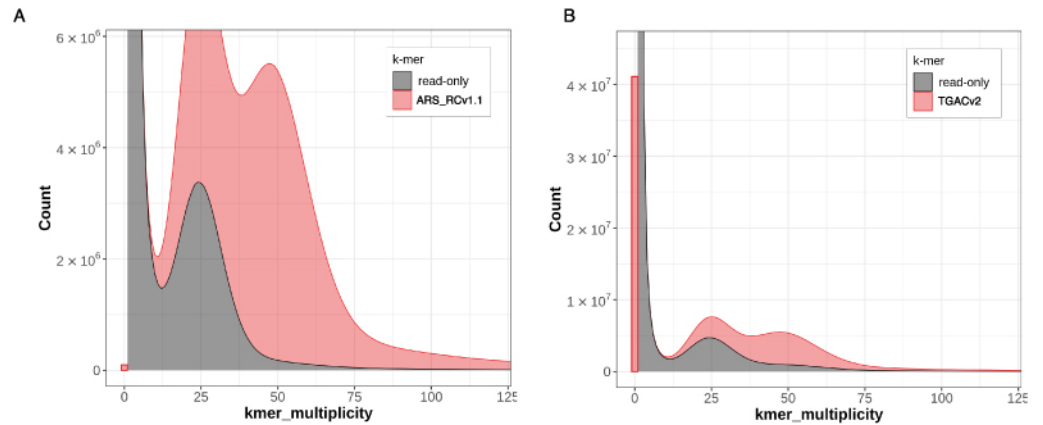 A
6 × 10⁶
4 × 10⁶
2 × 10⁶
0
Count
0 25 50 75 100 125
kmer_multiplicity
k-mer
read-only
ARS_RCv1.1
B
4 × 10⁷
3 × 10⁷
2 × 10⁷
1 × 10⁷
0
Count
0 25 50 75 100 125
kmer_multiplicity
k-mer
read-only
TGACv2